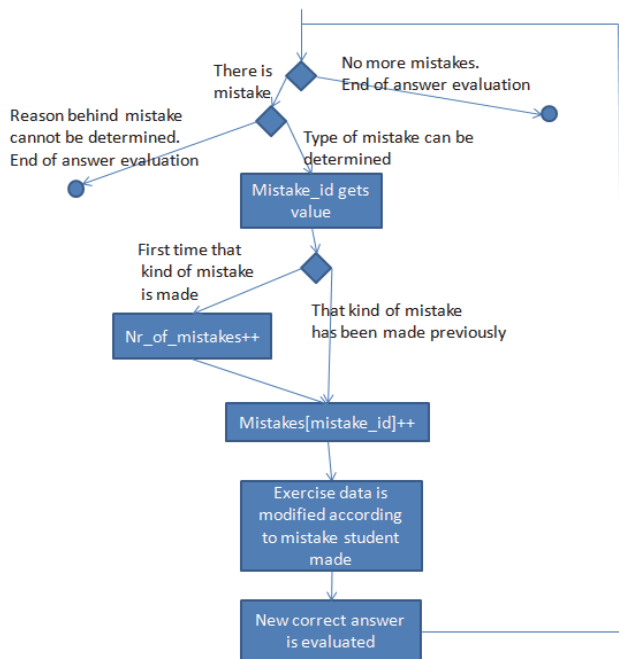 No more mistakes.
End of answer evaluation
There is
mistake
Reason behind mistake
cannot be determined.
End of answer evaluation
Type of mistake can be
determined
Mistake_id gets
value
First time that
kind of mistake
is made
That kind of mistake
has been made previously
Nr_of_mistakes++
Mistakes[mistake_id]++
Exercise data is
modified according
to mistake student
made
New correct answer
is evaluated